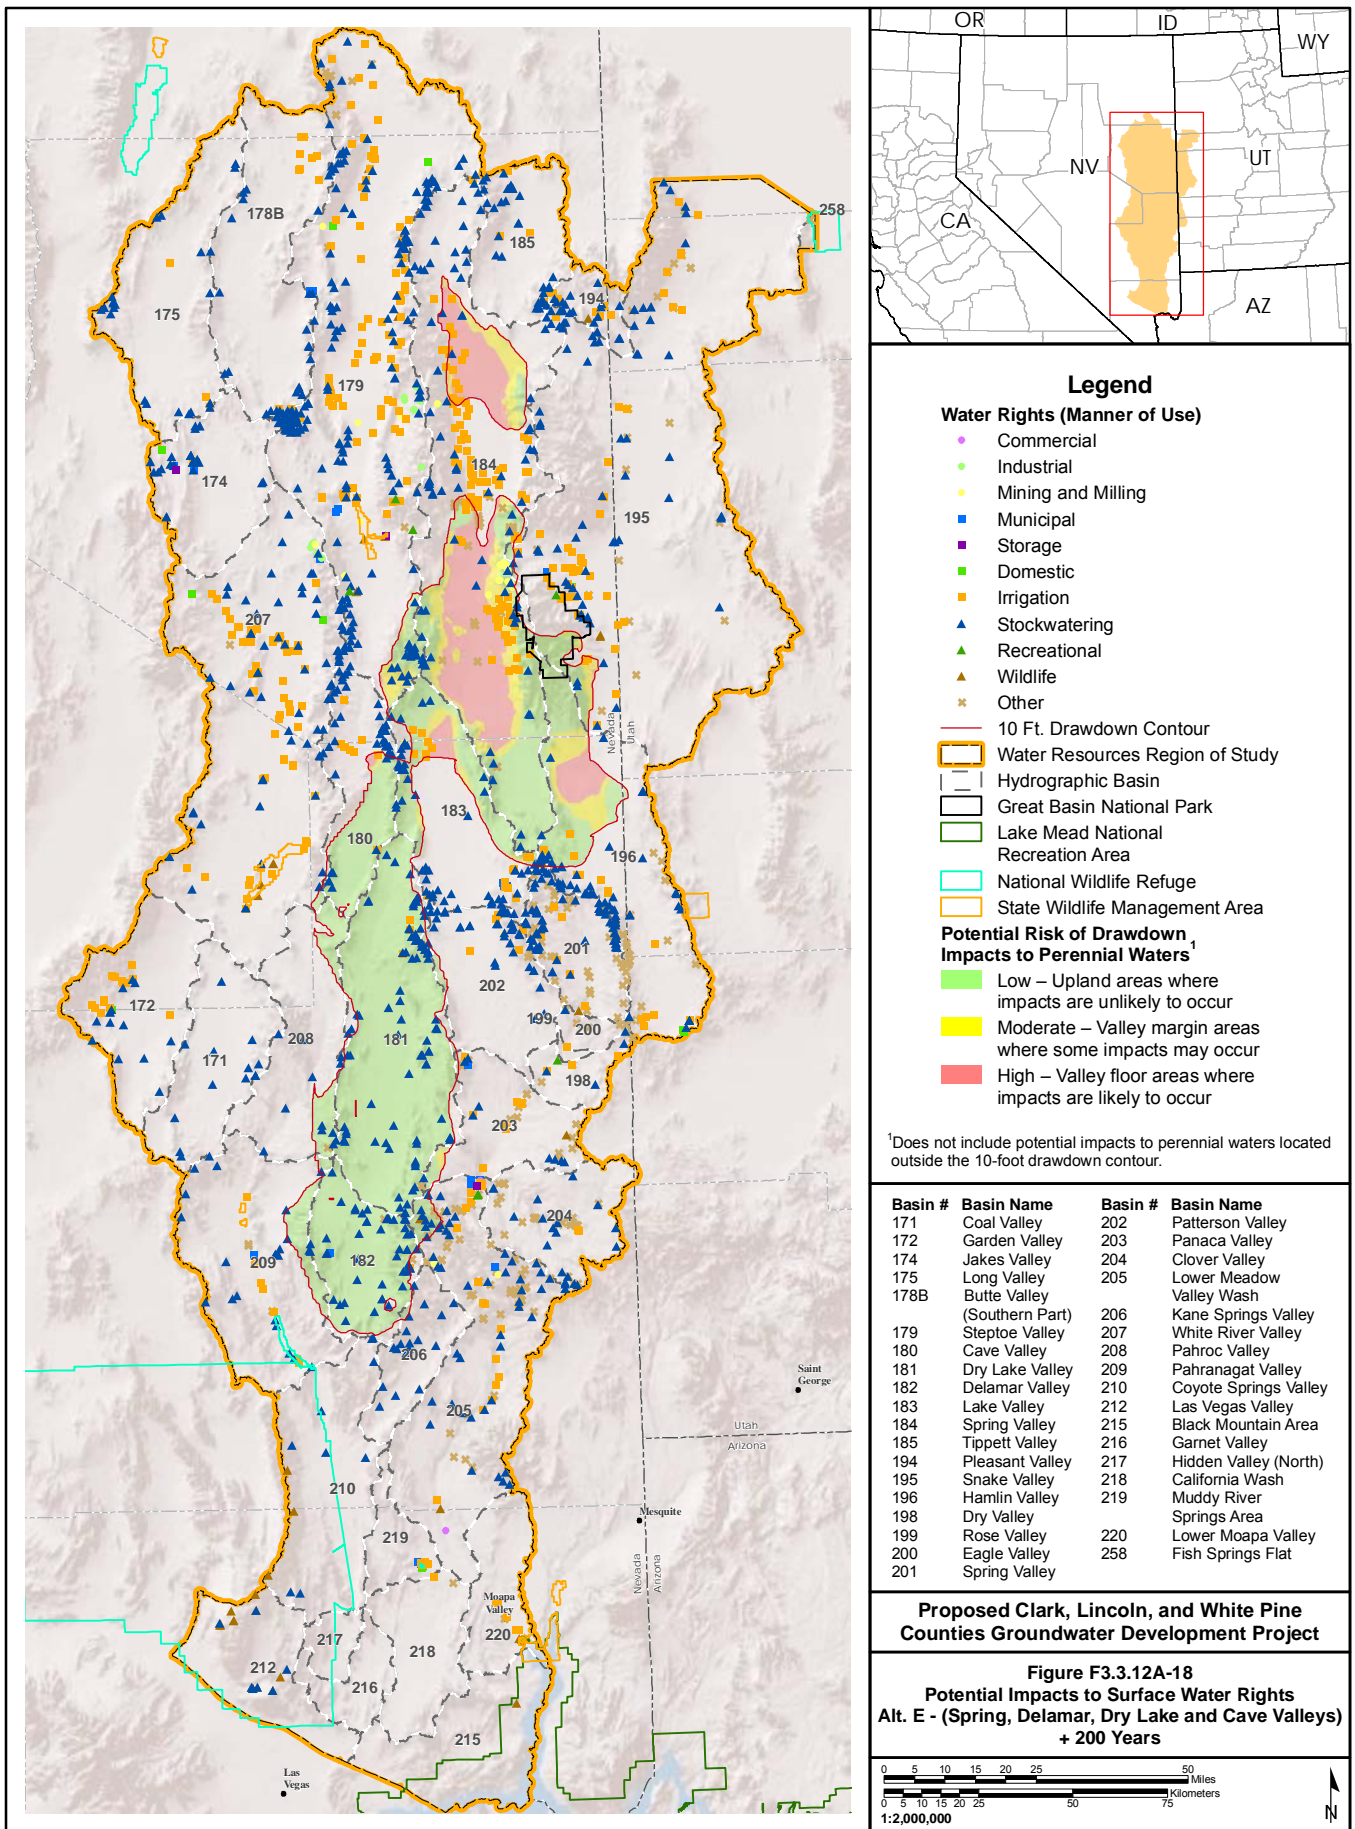 OR
ID
WY
NV
UT
CA
AZ
258
178B
185
194
175
179
184
174
195
207
Nevada
Utah
183
180
196
201
202
172
199
200
208
181
171
198
203
204
209
182
206
Saint
George
205
Utah
Arizona
210
219
Mesquite
Nevada
Arizona
Moapa
Valley
220
217
218
212
216
215
Las
Vegas
Legend
Water Rights (Manner of Use)
Commercial
Industrial
Mining and Milling
Municipal
Storage
Domestic
Irrigation
Stockwatering
Recreational
Wildlife
Other
10 Ft. Drawdown Contour
Water Resources Region of Study
Hydrographic Basin
Great Basin National Park
Lake Mead National
Recreation Area
National Wildlife Refuge
State Wildlife Management Area
Potential Risk of Drawdown
Impacts to Perennial Waters1
Low – Upland areas where
impacts are unlikely to occur
Moderate – Valley margin areas
where some impacts may occur
High – Valley floor areas where
impacts are likely to occur
1Does not include potential impacts to perennial waters located
outside the 10-foot drawdown contour.
Basin # Basin Name Basin # Basin Name
171 Coal Valley 202 Patterson Valley
172 Garden Valley 203 Panaca Valley
174 Jakes Valley 204 Clover Valley
175 Long Valley 205 Lower Meadow
178B Butte Valley Valley Wash
(Southern Part) 206 Kane Springs Valley
179 Steptoe Valley 207 White River Valley
180 Cave Valley 208 Pahroc Valley
181 Dry Lake Valley 209 Pahranagat Valley
182 Delamar Valley 210 Coyote Springs Valley
183 Lake Valley 212 Las Vegas Valley
184 Spring Valley 215 Black Mountain Area
185 Tippett Valley 216 Garnet Valley
194 Pleasant Valley 217 Hidden Valley (North)
195 Snake Valley 218 California Wash
196 Hamlin Valley 219 Muddy River
198 Dry Valley Springs Area
199 Rose Valley 220 Lower Moapa Valley
200 Eagle Valley 258 Fish Springs Flat
201 Spring Valley
Proposed Clark, Lincoln, and White Pine
Counties Groundwater Development Project
Figure F3.3.12A-18
Potential Impacts to Surface Water Rights
Alt. E - (Spring, Delamar, Dry Lake and Cave Valleys)
+ 200 Years
0 5 10 15 20 25 50
Miles
Kilometers
0 5 10 15 20 25 50 75
1:2,000,000
N